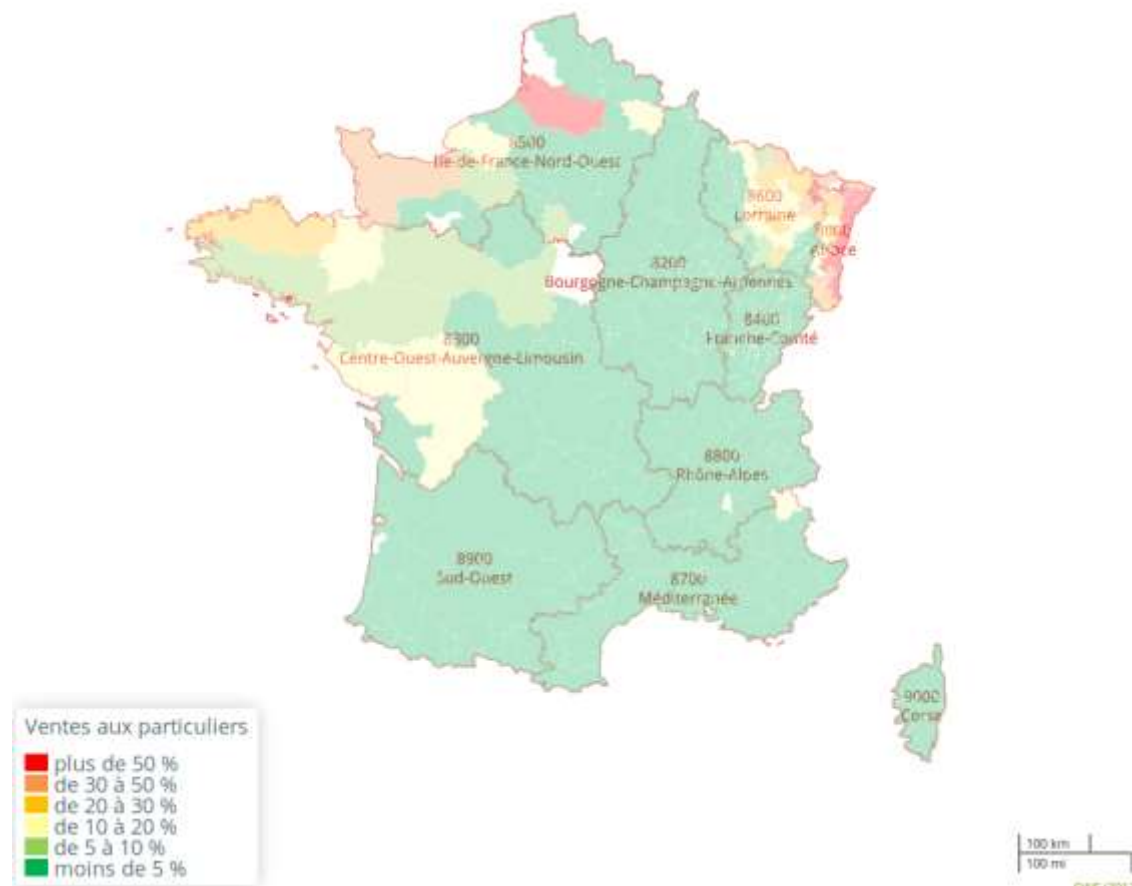 8500
Ile-de-France-Nord-Ouest
8600
Lorraine
8200
Bourgogne-Champagne-Ardennes
8400
Franche-Comté
8300
Centre-Ouest-Auvergne-Limousin
8800
Rhône-Alpes
8900
Sud-Ouest
8700
Méditerranée
9000
Corse
Ventes aux particuliers
plus de 50 %
de 30 à 50 %
de 20 à 30 %
de 10 à 20 %
de 5 à 10 %
moins de 5 %
100 km
100 mi